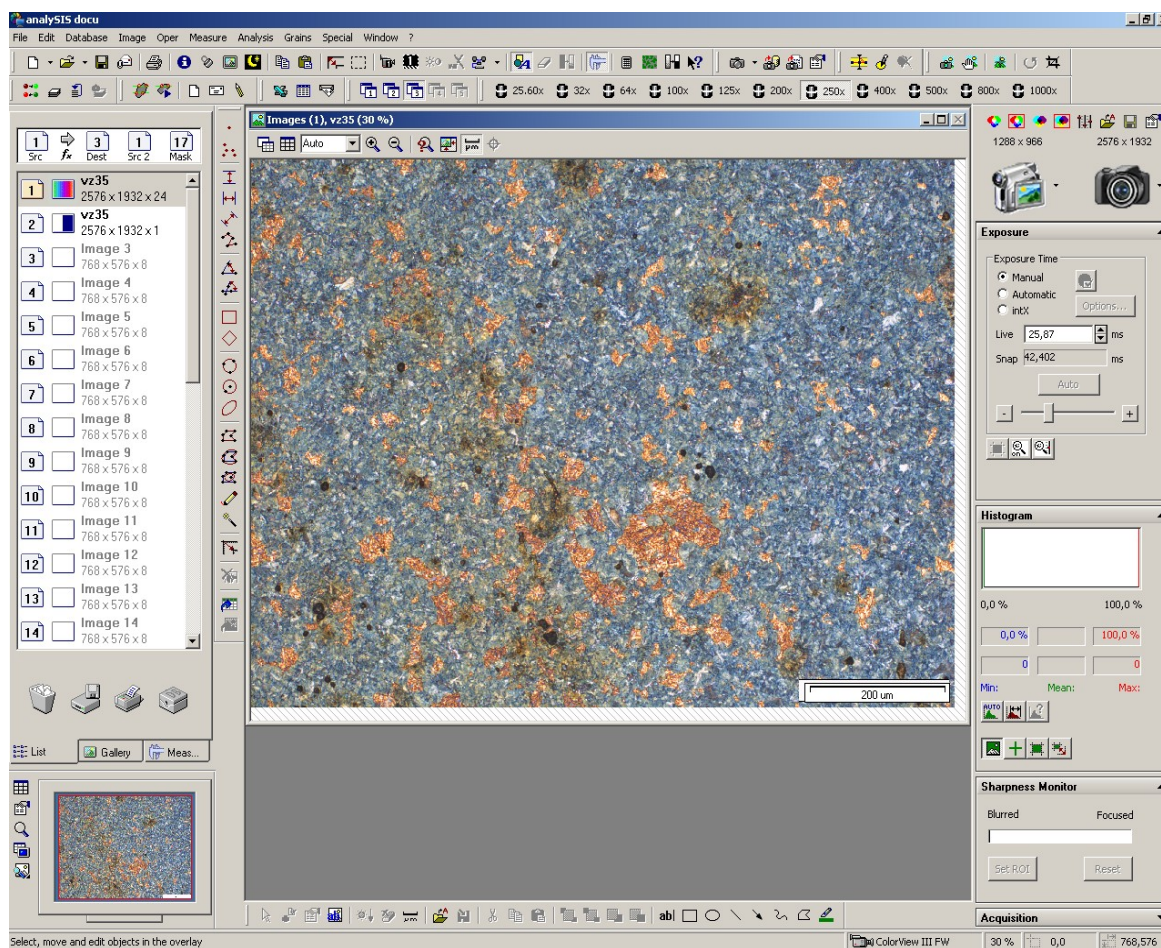 analySIS docu
File Edit Database Image Oper Measure Analysis Grains Special Window ?
1 2 3 4 5 25.60x 32x 64x 100x 125x 200x 250x 400x 500x 800x 1000x
1 3 1 17
Src fx Dest Src 2 Mask
1 vz35
2576 x 1932 x 24
2 vz35
2576 x 1932 x 1
3 Image 3
768 x 576 x 8
4 Image 4
768 x 576 x 8
5 Image 5
768 x 576 x 8
6 Image 6
768 x 576 x 8
7 Image 7
768 x 576 x 8
8 Image 8
768 x 576 x 8
9 Image 9
768 x 576 x 8
10 Image 10
768 x 576 x 8
11 Image 11
768 x 576 x 8
12 Image 12
768 x 576 x 8
13 Image 13
768 x 576 x 8
14 Image 14
768 x 576 x 8
List Gallery Meas...
Images (1), vz35 (30 %)
Auto
200 um
abl
1288 x 966 2576 x 1932
Exposure
Exposure Time
Manual
Automatic
intX
Options...
Live 25,87 ms
Snap 42,402 ms
Auto
- +
Histogram
0,0 % 100,0 %
0,0 % 100,0 %
0 0
Min: Mean: Max:
AUTO
Sharpness Monitor
Blurred Focused
Set ROI Reset
Acquisition
Select, move and edit objects in the overlay
ColorView III FW 30 % 0,0 768,576